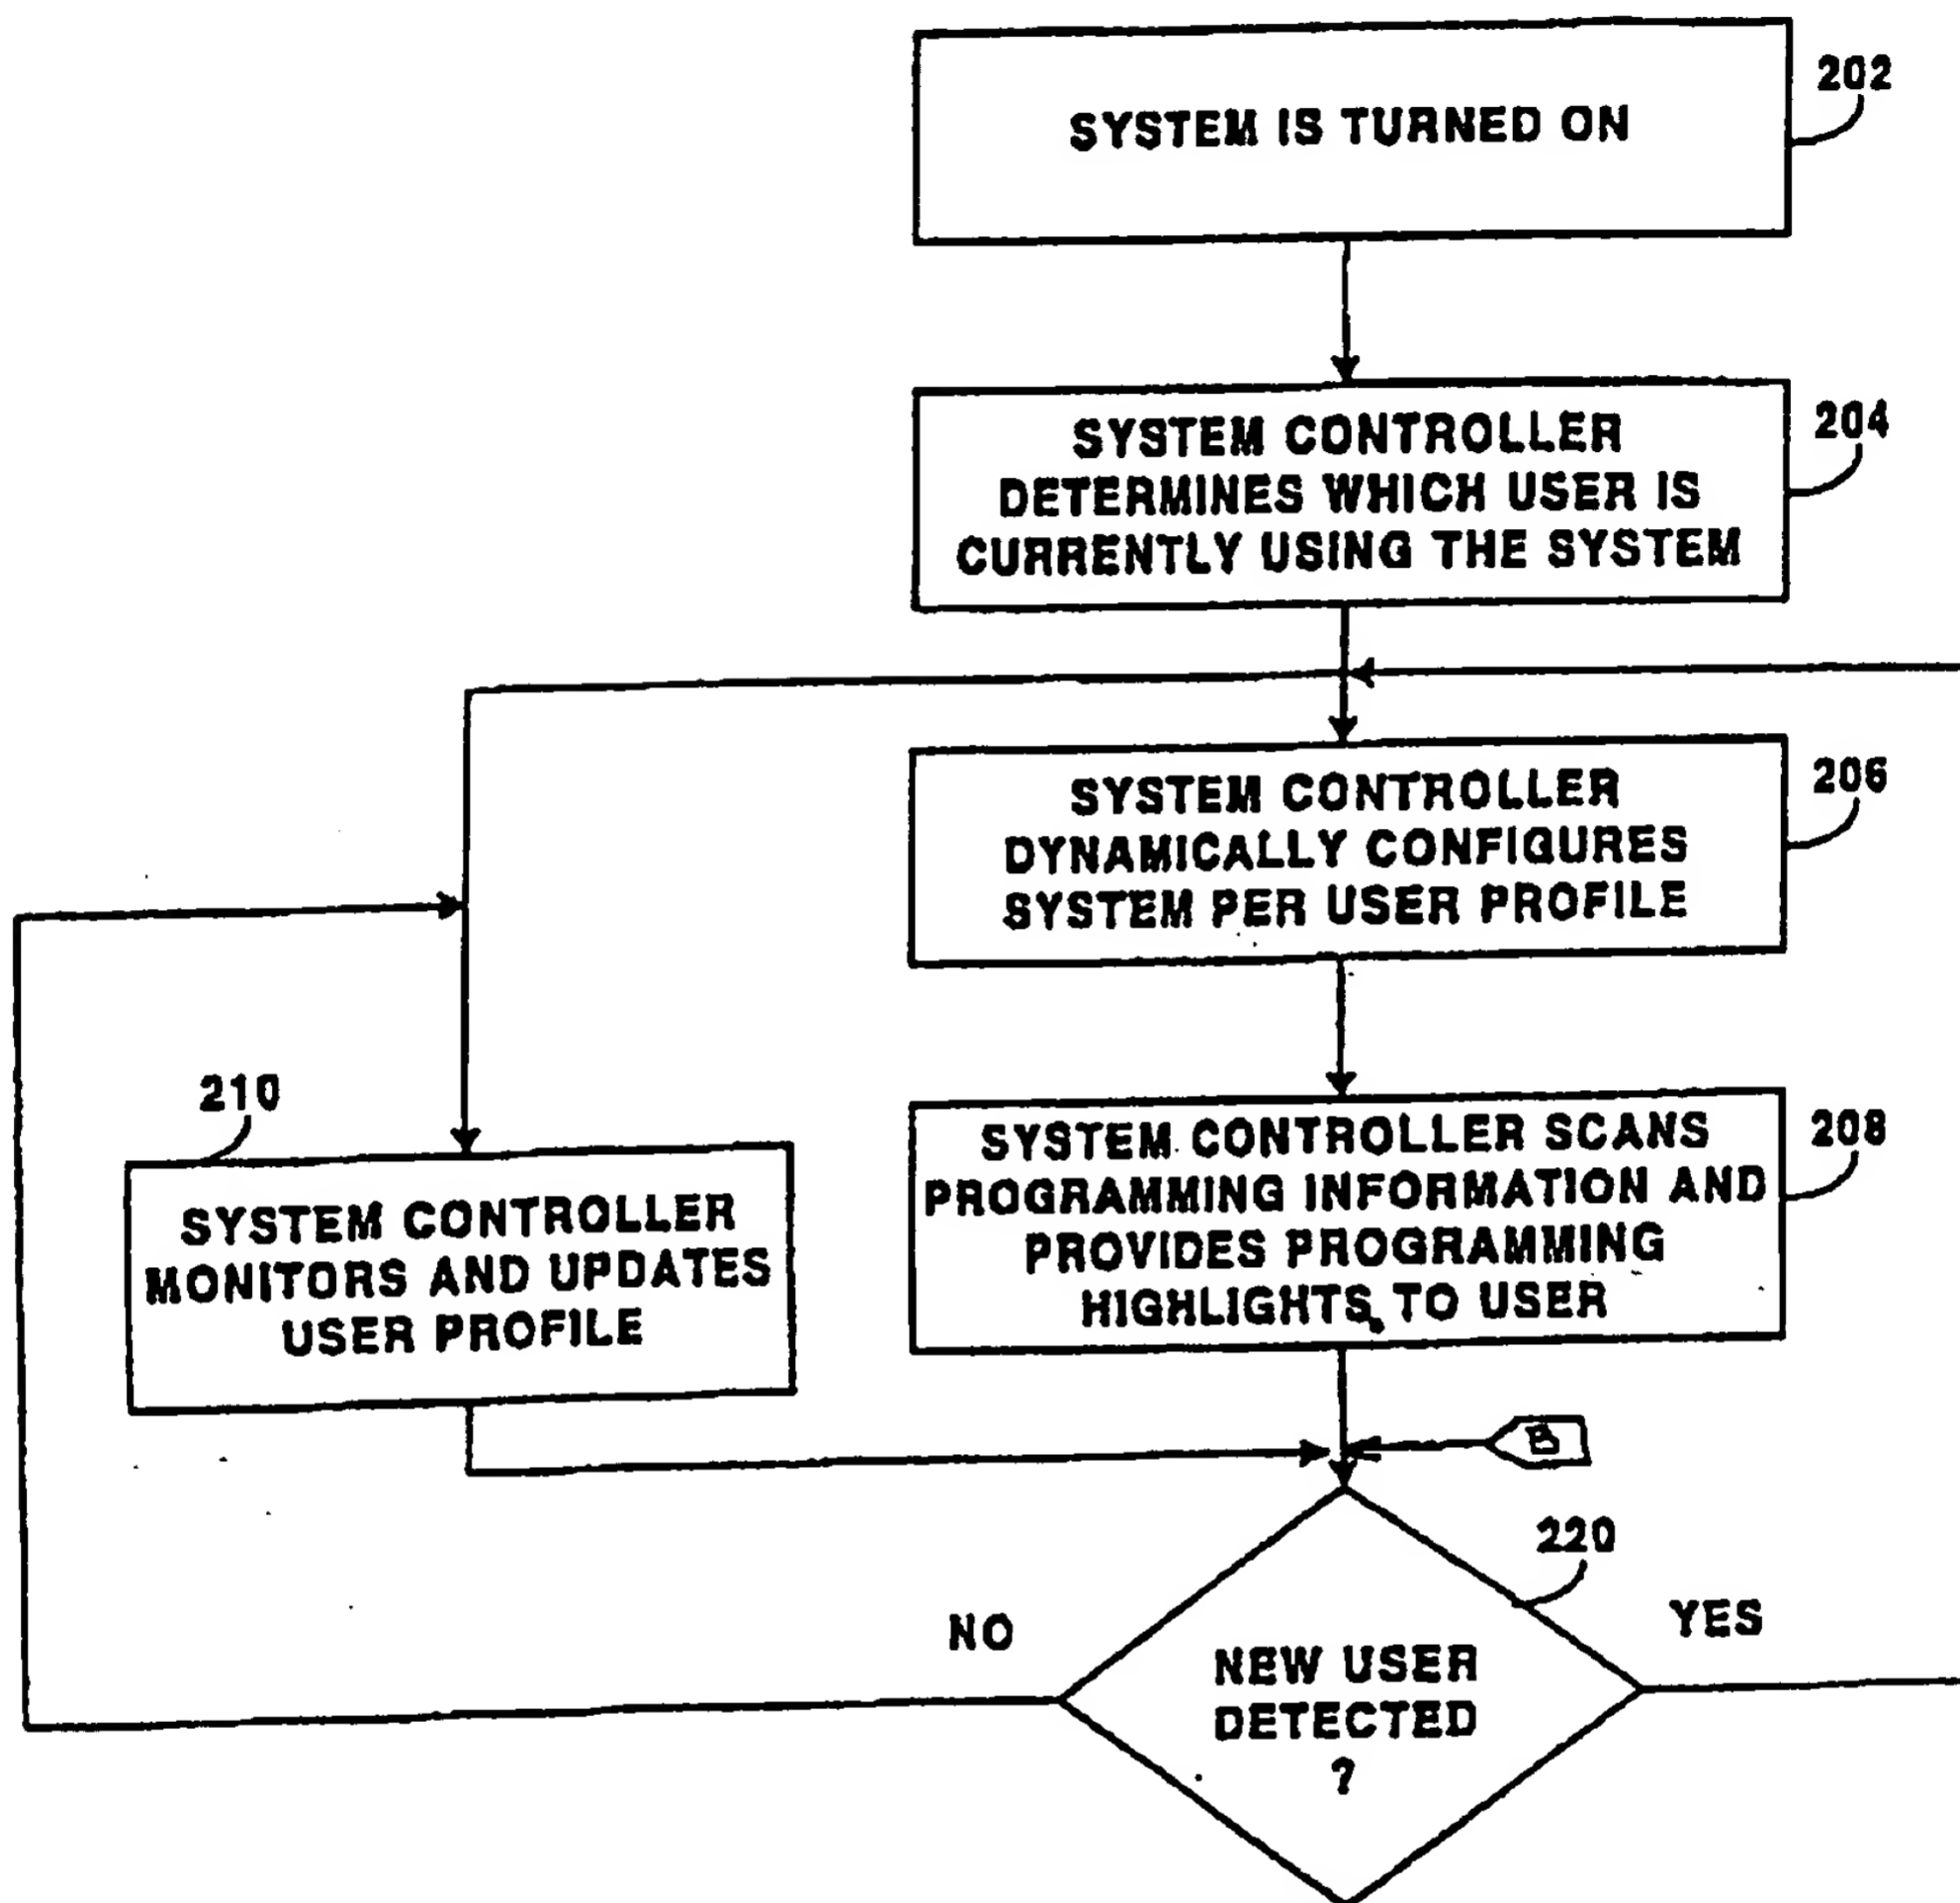 202
SYSTEM IS TURNED ON
204
SYSTEM CONTROLLER
DETERMINES WHICH USER IS
CURRENTLY USING THE SYSTEM
206
SYSTEM CONTROLLER
DYNAMICALLY CONFIGURES
SYSTEM PER USER PROFILE
210
SYSTEM CONTROLLER
MONITORS AND UPDATES
USER PROFILE
208
SYSTEM CONTROLLER SCANS
PROGRAMMING INFORMATION AND
PROVIDES PROGRAMMING
HIGHLIGHTS TO USER
B
220
NO
YES
NEW USER
DETECTED
?